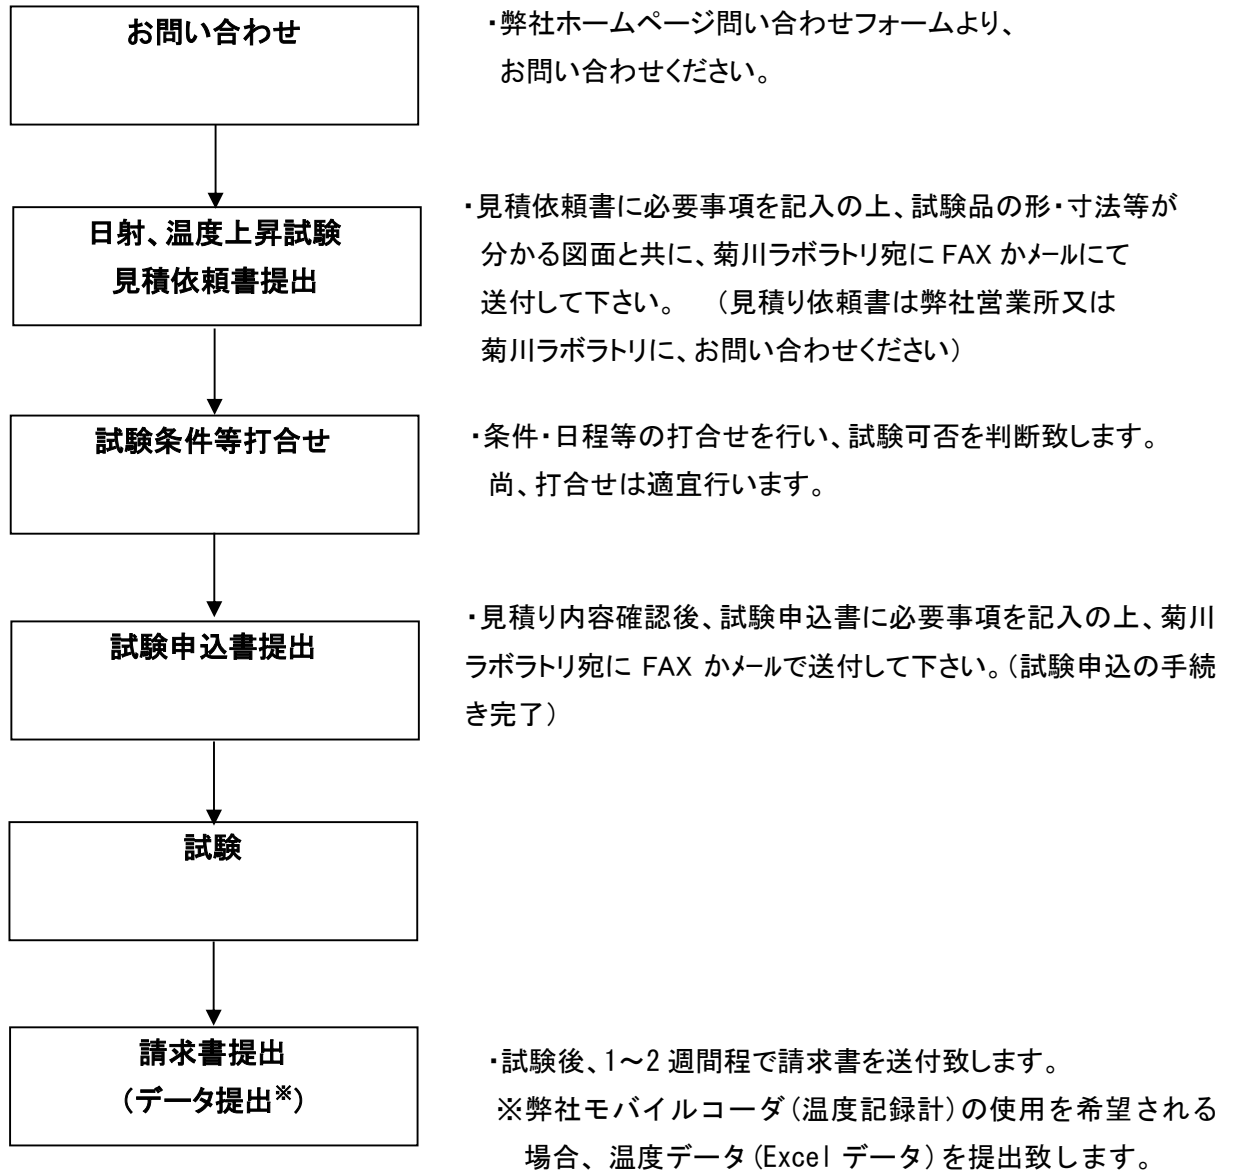 お問い合わせ
・弊社ホームページ問い合わせフォームより、
お問い合わせください。
日射、温度上昇試験
見積依頼書提出
・見積依頼書に必要事項を記入の上、試験品の形・寸法等が
分かる図面と共に、菊川ラボラトリ宛に FAX かメールにて
送付して下さい。　（見積り依頼書は弊社営業所又は
菊川ラボラトリに、お問い合わせください）
試験条件等打合せ
・条件・日程等の打合せを行い、試験可否を判断致します。
尚、打合せは適宜行います。
試験申込書提出
・見積り内容確認後、試験申込書に必要事項を記入の上、菊川
ラボラトリ宛に FAX かメールで送付して下さい。（試験申込の手続
き完了）
試験
請求書提出
（データ提出※）
・試験後、1～2 週間程で請求書を送付致します。
※弊社モバイルコーダ（温度記録計）の使用を希望される
場合、温度データ（Excel データ）を提出致します。